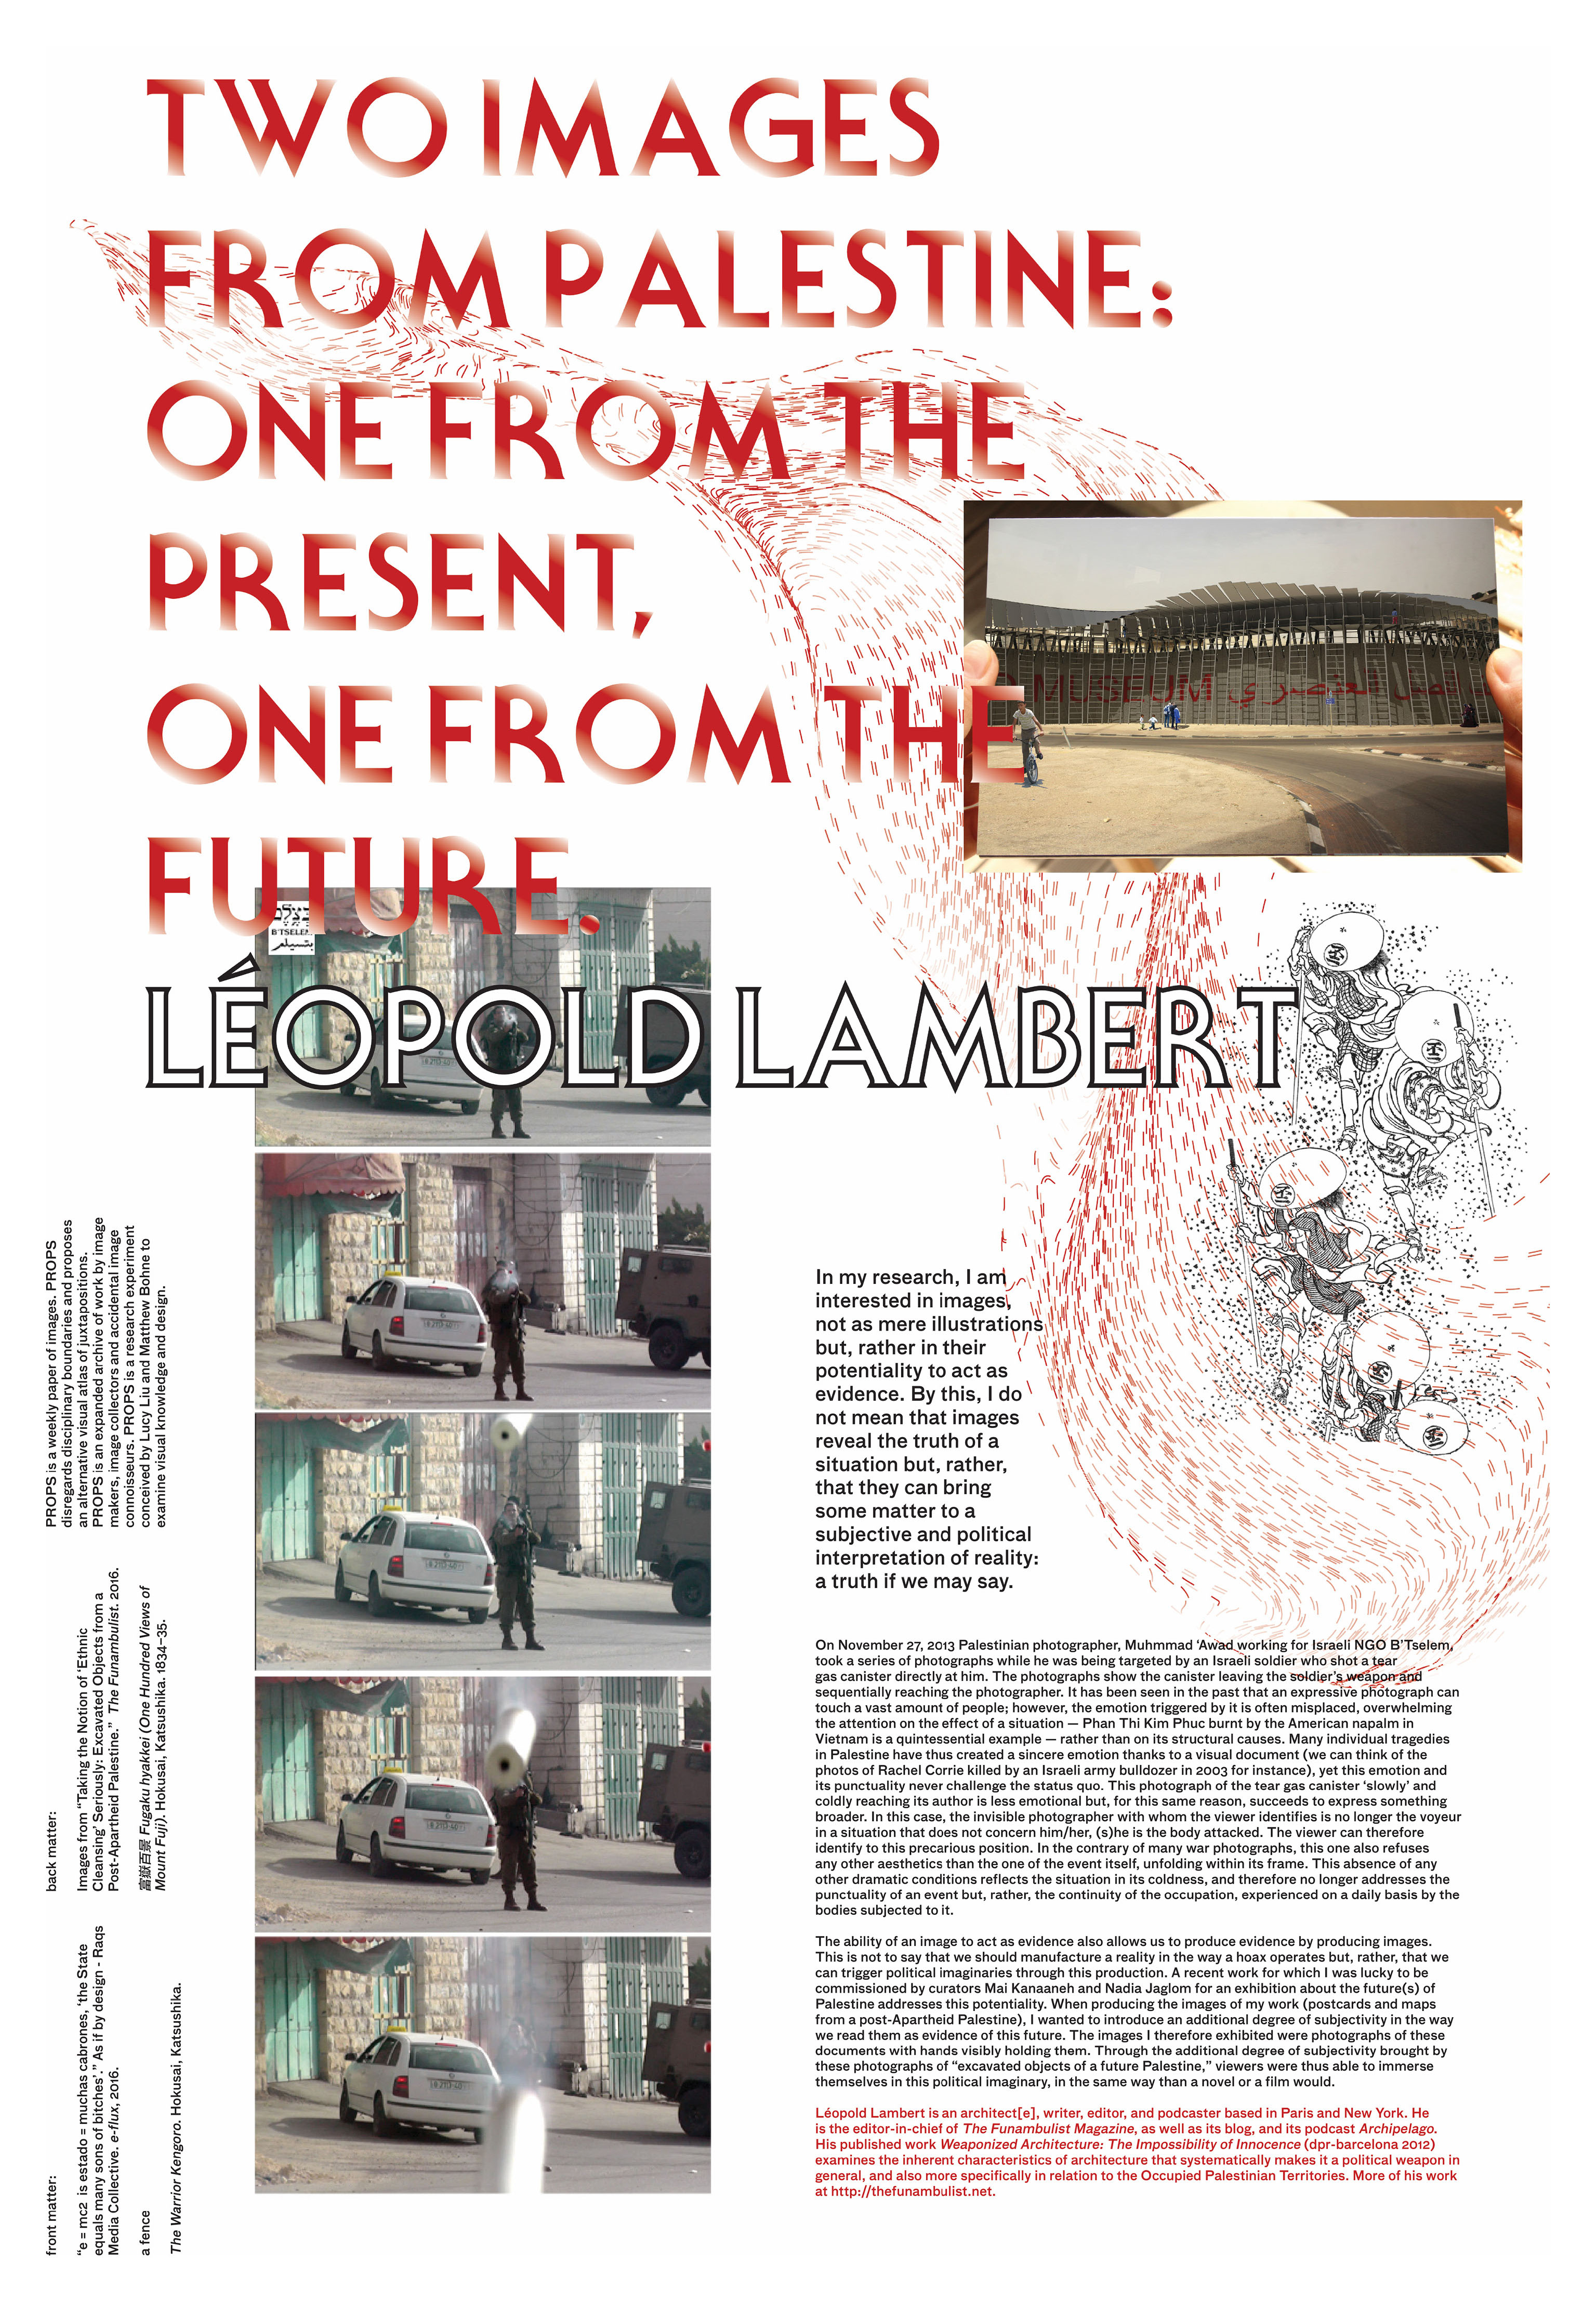 TWO IMAGES
FROM PALESTINE:
ONE FROM THE
PRESENT,
ONE FROM THE
FUTURE.
LÉOPOLD LAMBERT
MUSEUM
B'TSELEM
בצלם
بتسيلم
In my research, I am
interested in images,
not as mere illustrations
but, rather in their
potentiality to act as
evidence. By this, I do
not mean that images
reveal the truth of a
situation but, rather,
that they can bring
some matter to a
subjective and political
interpretation of reality:
a truth if we may say.
On November 27, 2013 Palestinian photographer, Muhmmad ‘Awad working for Israeli NGO B’Tselem,
took a series of photographs while he was being targeted by an Israeli soldier who shot a tear
gas canister directly at him. The photographs show the canister leaving the soldier’s weapon and
sequentially reaching the photographer. It has been seen in the past that an expressive photograph can
touch a vast amount of people; however, the emotion triggered by it is often misplaced, overwhelming
the attention on the effect of a situation — Phan Thi Kim Phuc burnt by the American napalm in
Vietnam is a quintessential example — rather than on its structural causes. Many individual tragedies
in Palestine have thus created a sincere emotion thanks to a visual document (we can think of the
photos of Rachel Corrie killed by an Israeli army bulldozer in 2003 for instance), yet this emotion and
its punctuality never challenge the status quo. This photograph of the tear gas canister ‘slowly’ and
coldly reaching its author is less emotional but, for this same reason, succeeds to express something
broader. In this case, the invisible photographer with whom the viewer identifies is no longer the voyeur
in a situation that does not concern him/her, (s)he is the body attacked. The viewer can therefore
identify to this precarious position. In the contrary of many war photographs, this one also refuses
any other aesthetics than the one of the event itself, unfolding within its frame. This absence of any
other dramatic conditions reflects the situation in its coldness, and therefore no longer addresses the
punctuality of an event but, rather, the continuity of the occupation, experienced on a daily basis by the
bodies subjected to it.
The ability of an image to act as evidence also allows us to produce evidence by producing images.
This is not to say that we should manufacture a reality in the way a hoax operates but, rather, that we
can trigger political imaginaries through this production. A recent work for which I was lucky to be
commissioned by curators Mai Kanaaneh and Nadia Jaglom for an exhibition about the future(s) of
Palestine addresses this potentiality. When producing the images of my work (postcards and maps
from a post-Apartheid Palestine), I wanted to introduce an additional degree of subjectivity in the way
we read them as evidence of this future. The images I therefore exhibited were photographs of these
documents with hands visibly holding them. Through the additional degree of subjectivity brought by
these photographs of “excavated objects of a future Palestine,” viewers were thus able to immerse
themselves in this political imaginary, in the same way than a novel or a film would.
Léopold Lambert is an architect[e], writer, editor, and podcaster based in Paris and New York. He
is the editor-in-chief of The Funambulist Magazine, as well as its blog, and its podcast Archipelago.
His published work Weaponized Architecture: The Impossibility of Innocence (dpr-barcelona 2012)
examines the inherent characteristics of architecture that systematically makes it a political weapon in
general, and also more specifically in relation to the Occupied Palestinian Territories. More of his work
at http://thefunambulist.net.
PROPS is a weekly paper of images. PROPS
disregards disciplinary boundaries and proposes
an alternative visual atlas of juxtapositions.
PROPS is an expanded archive of work by image
makers, image collectors and accidental image
connoisseurs. PROPS is a research experiment
conceived by Lucy Liu and Matthew Bohne to
examine visual knowledge and design.
back matter:
Images from “Taking the Notion of ‘Ethnic
Cleansing’ Seriously: Excavated Objects from a
Post-Apartheid Palestine.” The Funambulist. 2016.
富嶽百景 Fugaku hyakkei (One Hundred Views of
Mount Fuji). Hokusai, Katsushika. 1834–35.
front matter:
“e = mc2 is estado = muchas cabrones, ‘the State
equals many sons of bitches’.” As if by design - Raqs
Media Collective. e-flux, 2016.
a fence
The Warrior Kengoro. Hokusai, Katsushika.